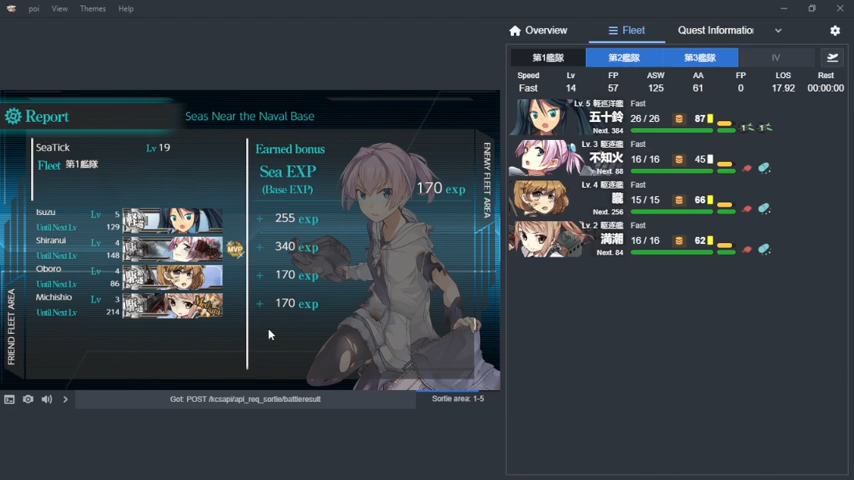 poi View Themes Help
Overview Fleet Quest Informatio
第1艦隊 第2艦隊 第3艦隊 IV
Speed Lv FP ASW AA FP LOS Rest
Fast 14 57 125 61 0 17.92 00:00:00
Lv. 5 軽巡洋艦 Fast
五十鈴 26 / 26 87
Next. 384
Lv. 3 駆逐艦 Fast
不知火 16 / 16 45
Next. 88
Lv. 4 駆逐艦 Fast
朧 15 / 15 66
Next. 256
Lv. 2 駆逐艦 Fast
満潮 16 / 16 62
Next. 84
Report Seas Near the Naval Base
SeaTick Lv 19
Fleet 第1艦隊
Isuzu Lv 5
Until Next Lv 129
Shiranui Lv 4
Until Next Lv 148
MVP
Oboro Lv 4
Until Next Lv 86
Michishio Lv 3
Until Next Lv 214
Earned bonus
Sea EXP
(Base EXP)
170 exp
+ 255 exp
+ 340 exp
+ 170 exp
+ 170 exp
FRIEND FLEET AREA
ENEMY FLEET AREA
Got: POST /kcsapi/api_req_sortie/battleresult
Sortie area: 1-5